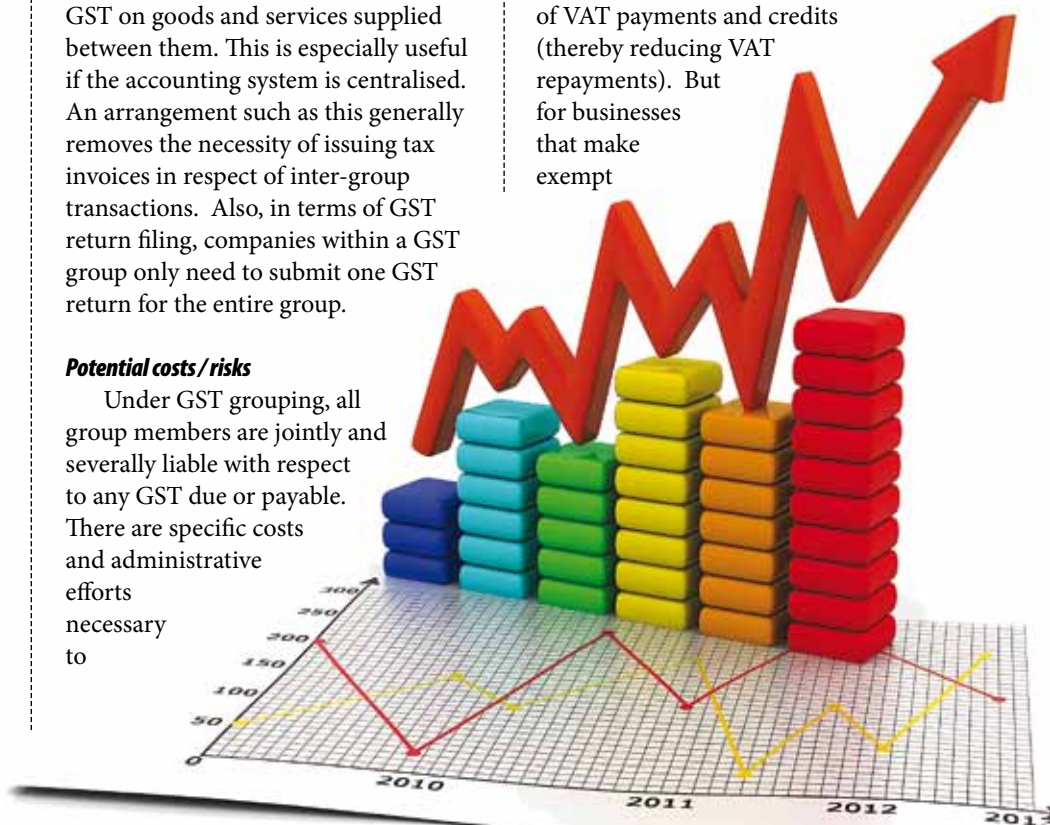 GST on goods and services supplied
between them. This is especially useful
if the accounting system is centralised.
An arrangement such as this generally
removes the necessity of issuing tax
invoices in respect of inter-group
transactions.  Also, in terms of GST
return filing, companies within a GST
group only need to submit one GST
return for the entire group.
Potential costs / risks
Under GST grouping, all
group members are jointly and
severally liable with respect
to any GST due or payable.
There are specific costs
and administrative
efforts
necessary
to
of VAT payments and credits
(thereby reducing VAT
repayments).  But
for businesses
that make
exempt
300
250
200
150
100
50
0
2010
2011
2012
2013